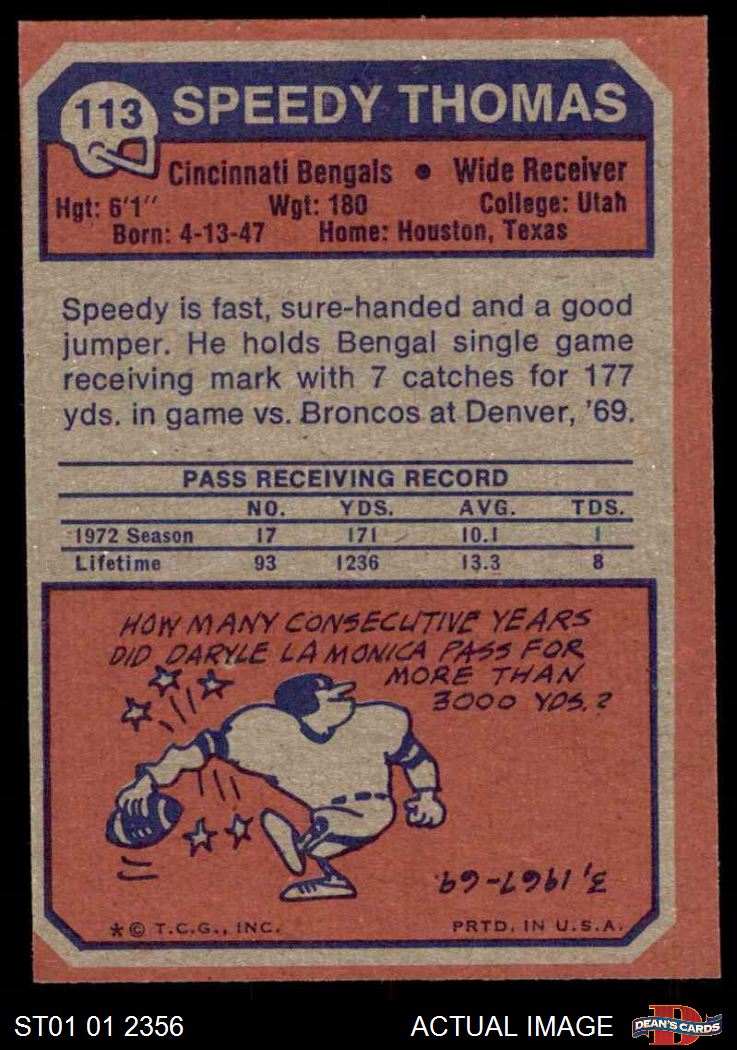 113 SPEEDY THOMAS
Cincinnati Bengals • Wide Receiver
Hgt: 6'1" Wgt: 180 College: Utah
Born: 4-13-47 Home: Houston, Texas
Speedy is fast, sure-handed and a good
jumper. He holds Bengal single game
receiving mark with 7 catches for 177
yds. in game vs. Broncos at Denver, '69.
PASS RECEIVING RECORD
NO. YDS. AVG. TDS.
1972 Season 17 171 10.1 1
Lifetime 93 1236 13.3 8
HOW MANY CONSECUTIVE YEARS
DID DARYLE LA MONICA PASS FOR
MORE THAN
3000 YDS.?
3, 1967-69.
* © T.C.G., INC. PRTD. IN U.S.A.
ST01 01 2356 ACTUAL IMAGE D DEAN'S CARDS